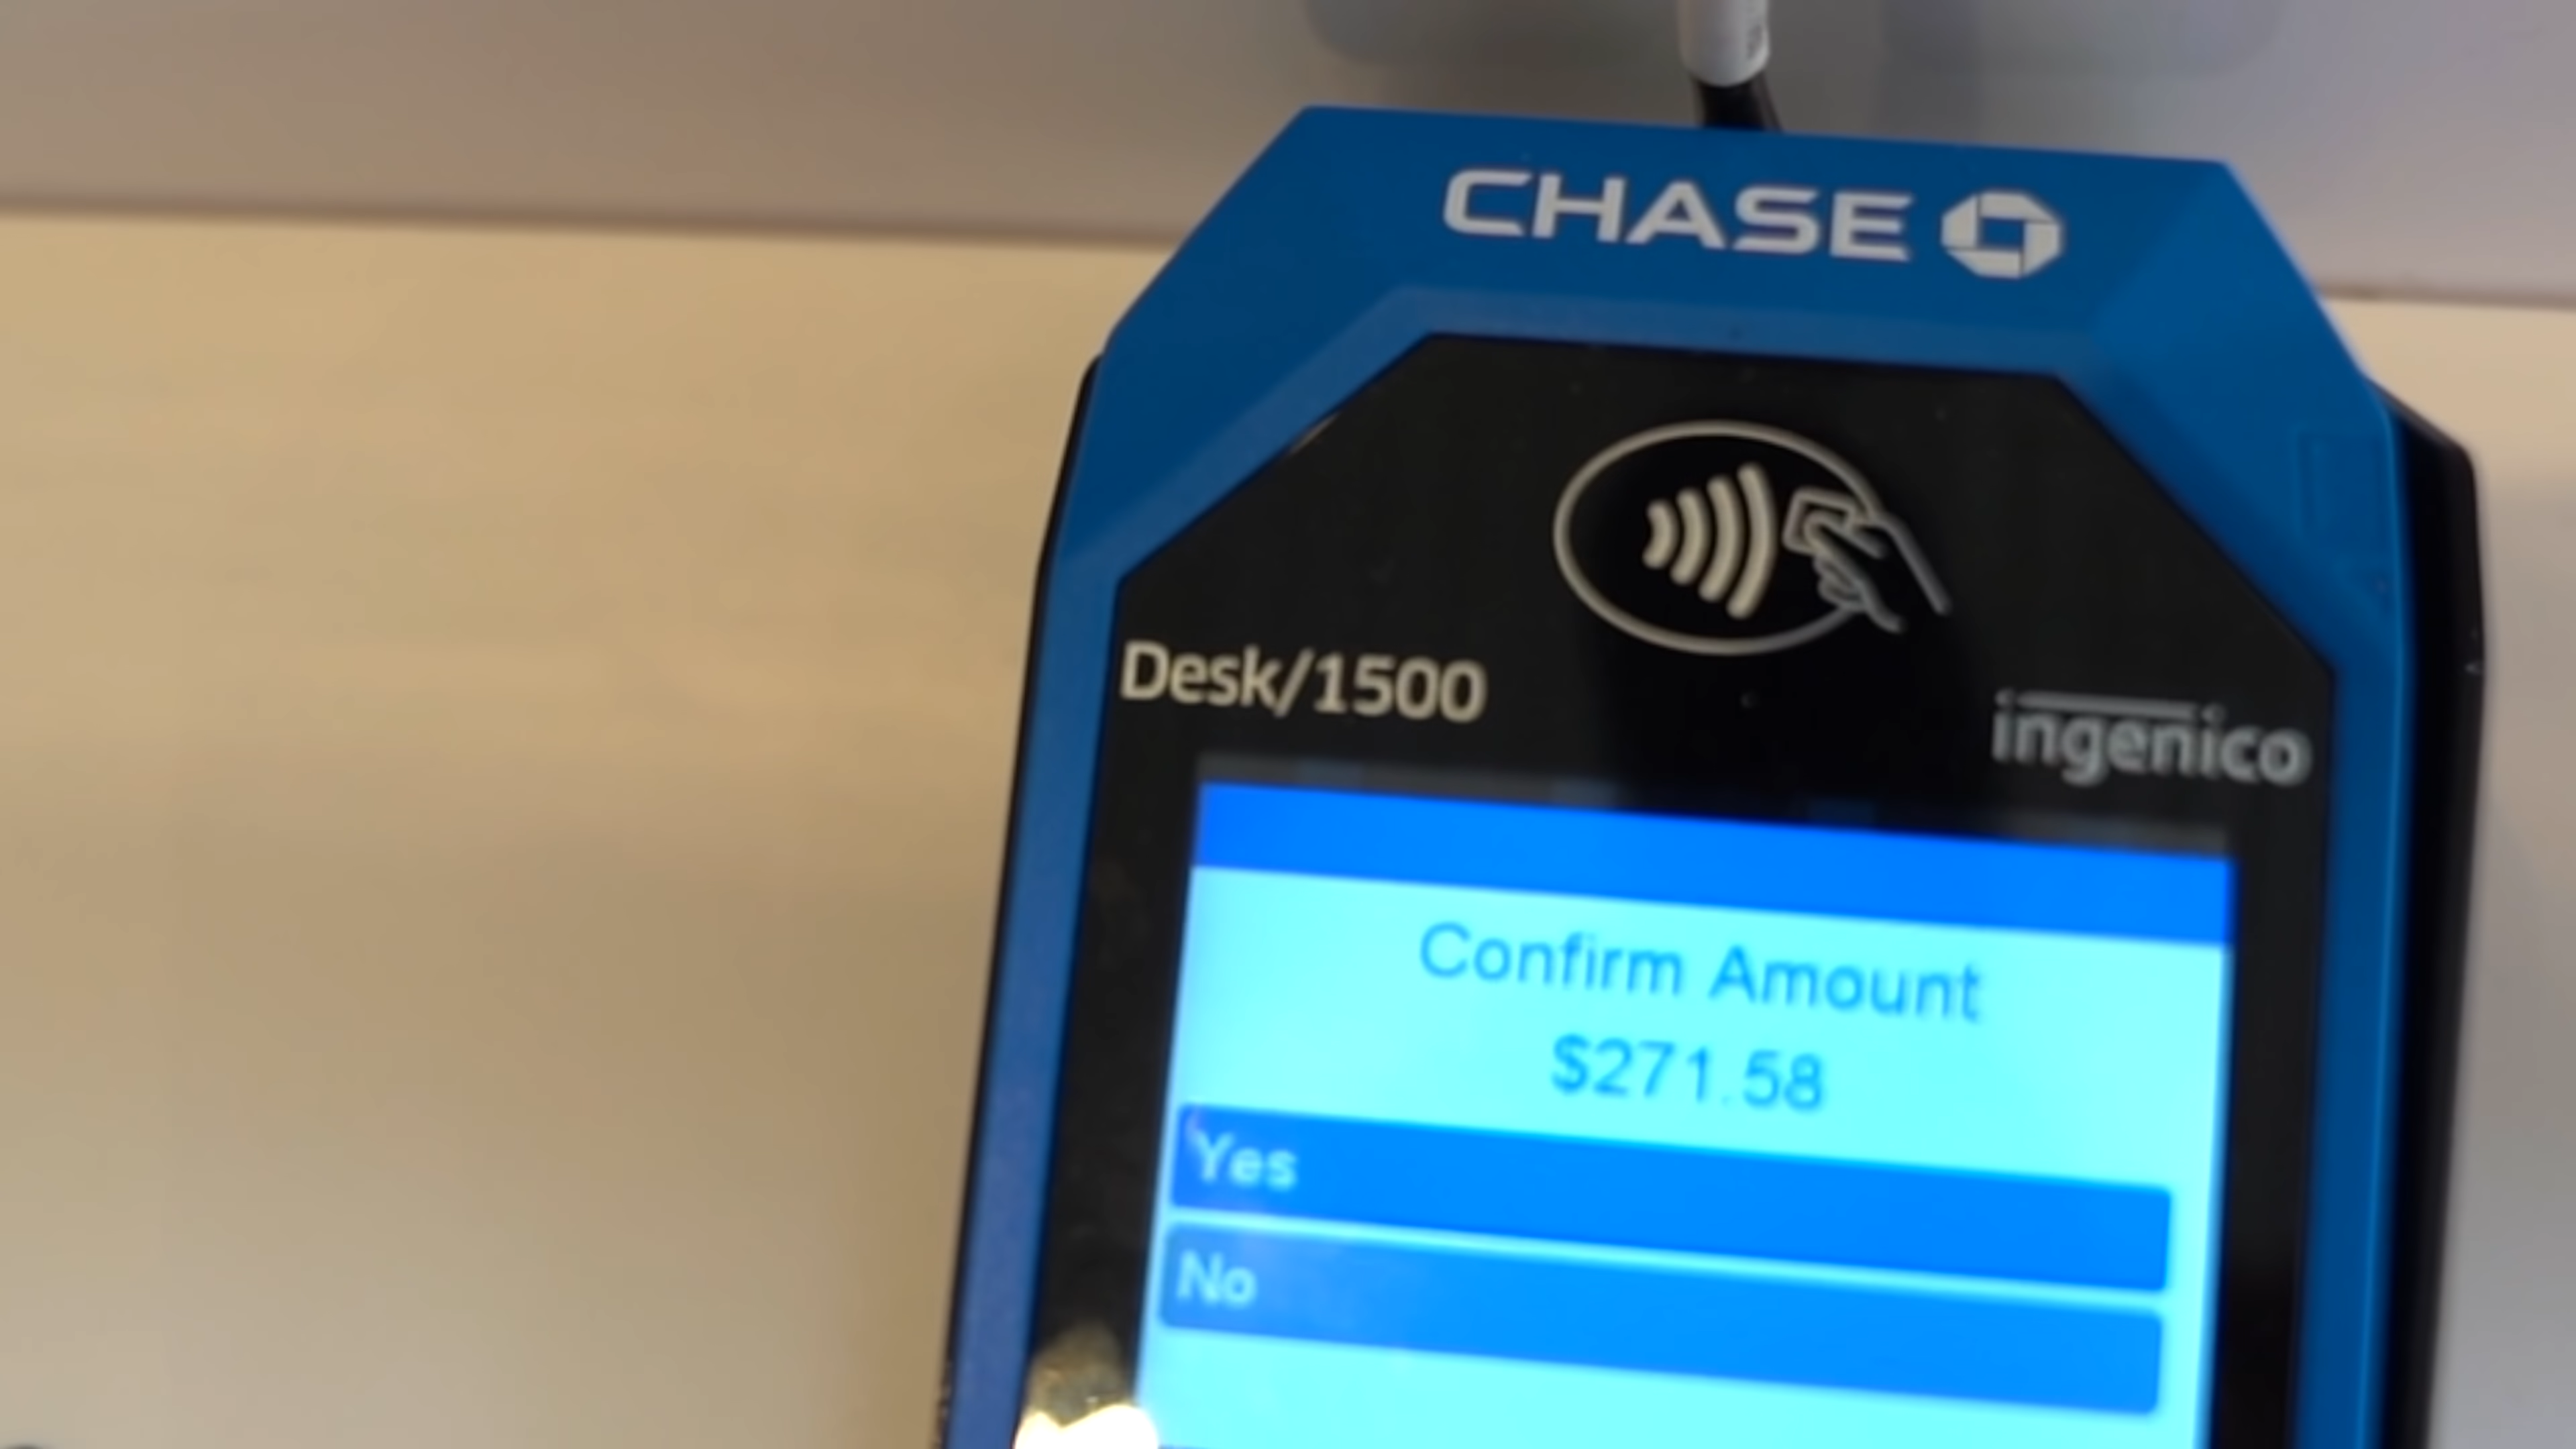 CHASE
Desk/1500
ingenico
Confirm Amount
$271.58
Yes
No